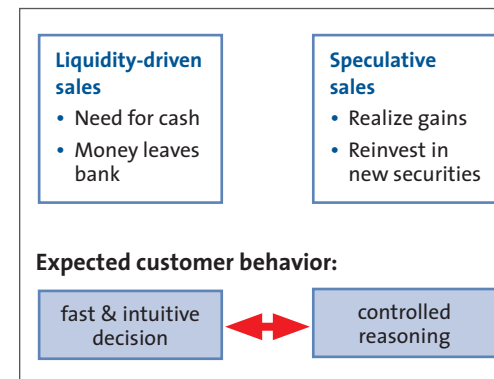 Liquidity-driven
sales
• Need for cash
• Money leaves
bank
Speculative
sales
• Realize gains
• Reinvest in
new securities
Expected customer behavior:
fast & intuitive
decision
controlled
reasoning